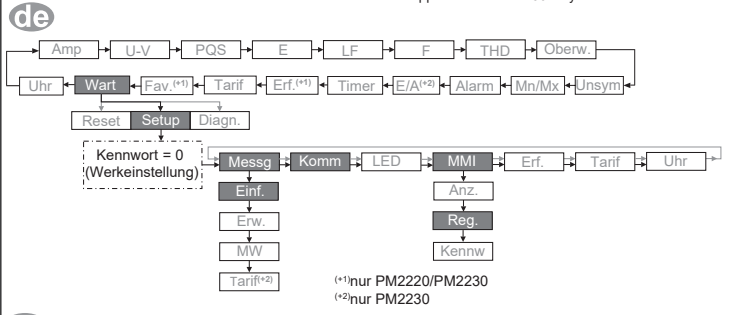 de
Amp U-V PQS E LF F THD Oberw.
Uhr Wart Fav.(+1) Tarif Erf.(+1) Timer E/A(+2) Alarm Mn/Mx Unsym
Reset Setup Diagn.
Kennwort = 0
(Werkeinstellung)
Messg Komm LED MMI Erf. Tarif Uhr
Einf. Anz.
Erw. Reg.
MW Kennw
Tarif(+2)
(+1)nur PM2220/PM2230
(+2)nur PM2230